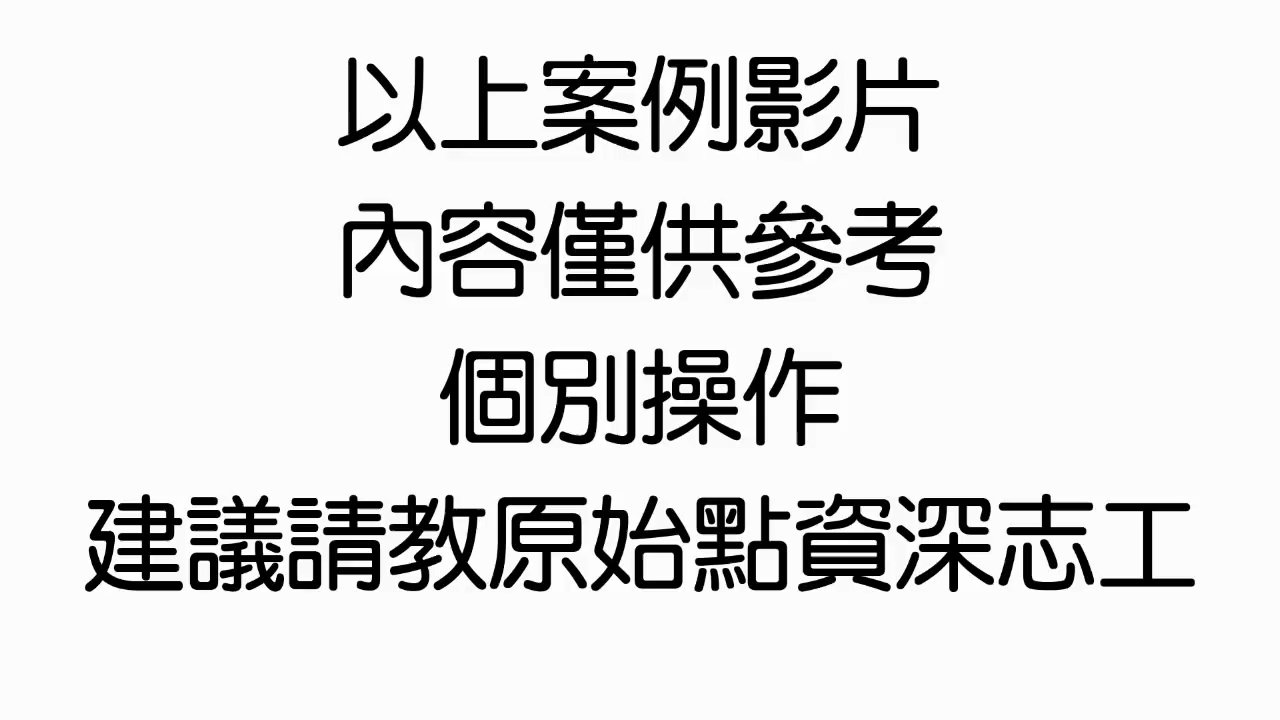 以上案例影片
內容僅供參考
個別操作
建議請教原始點資深志工